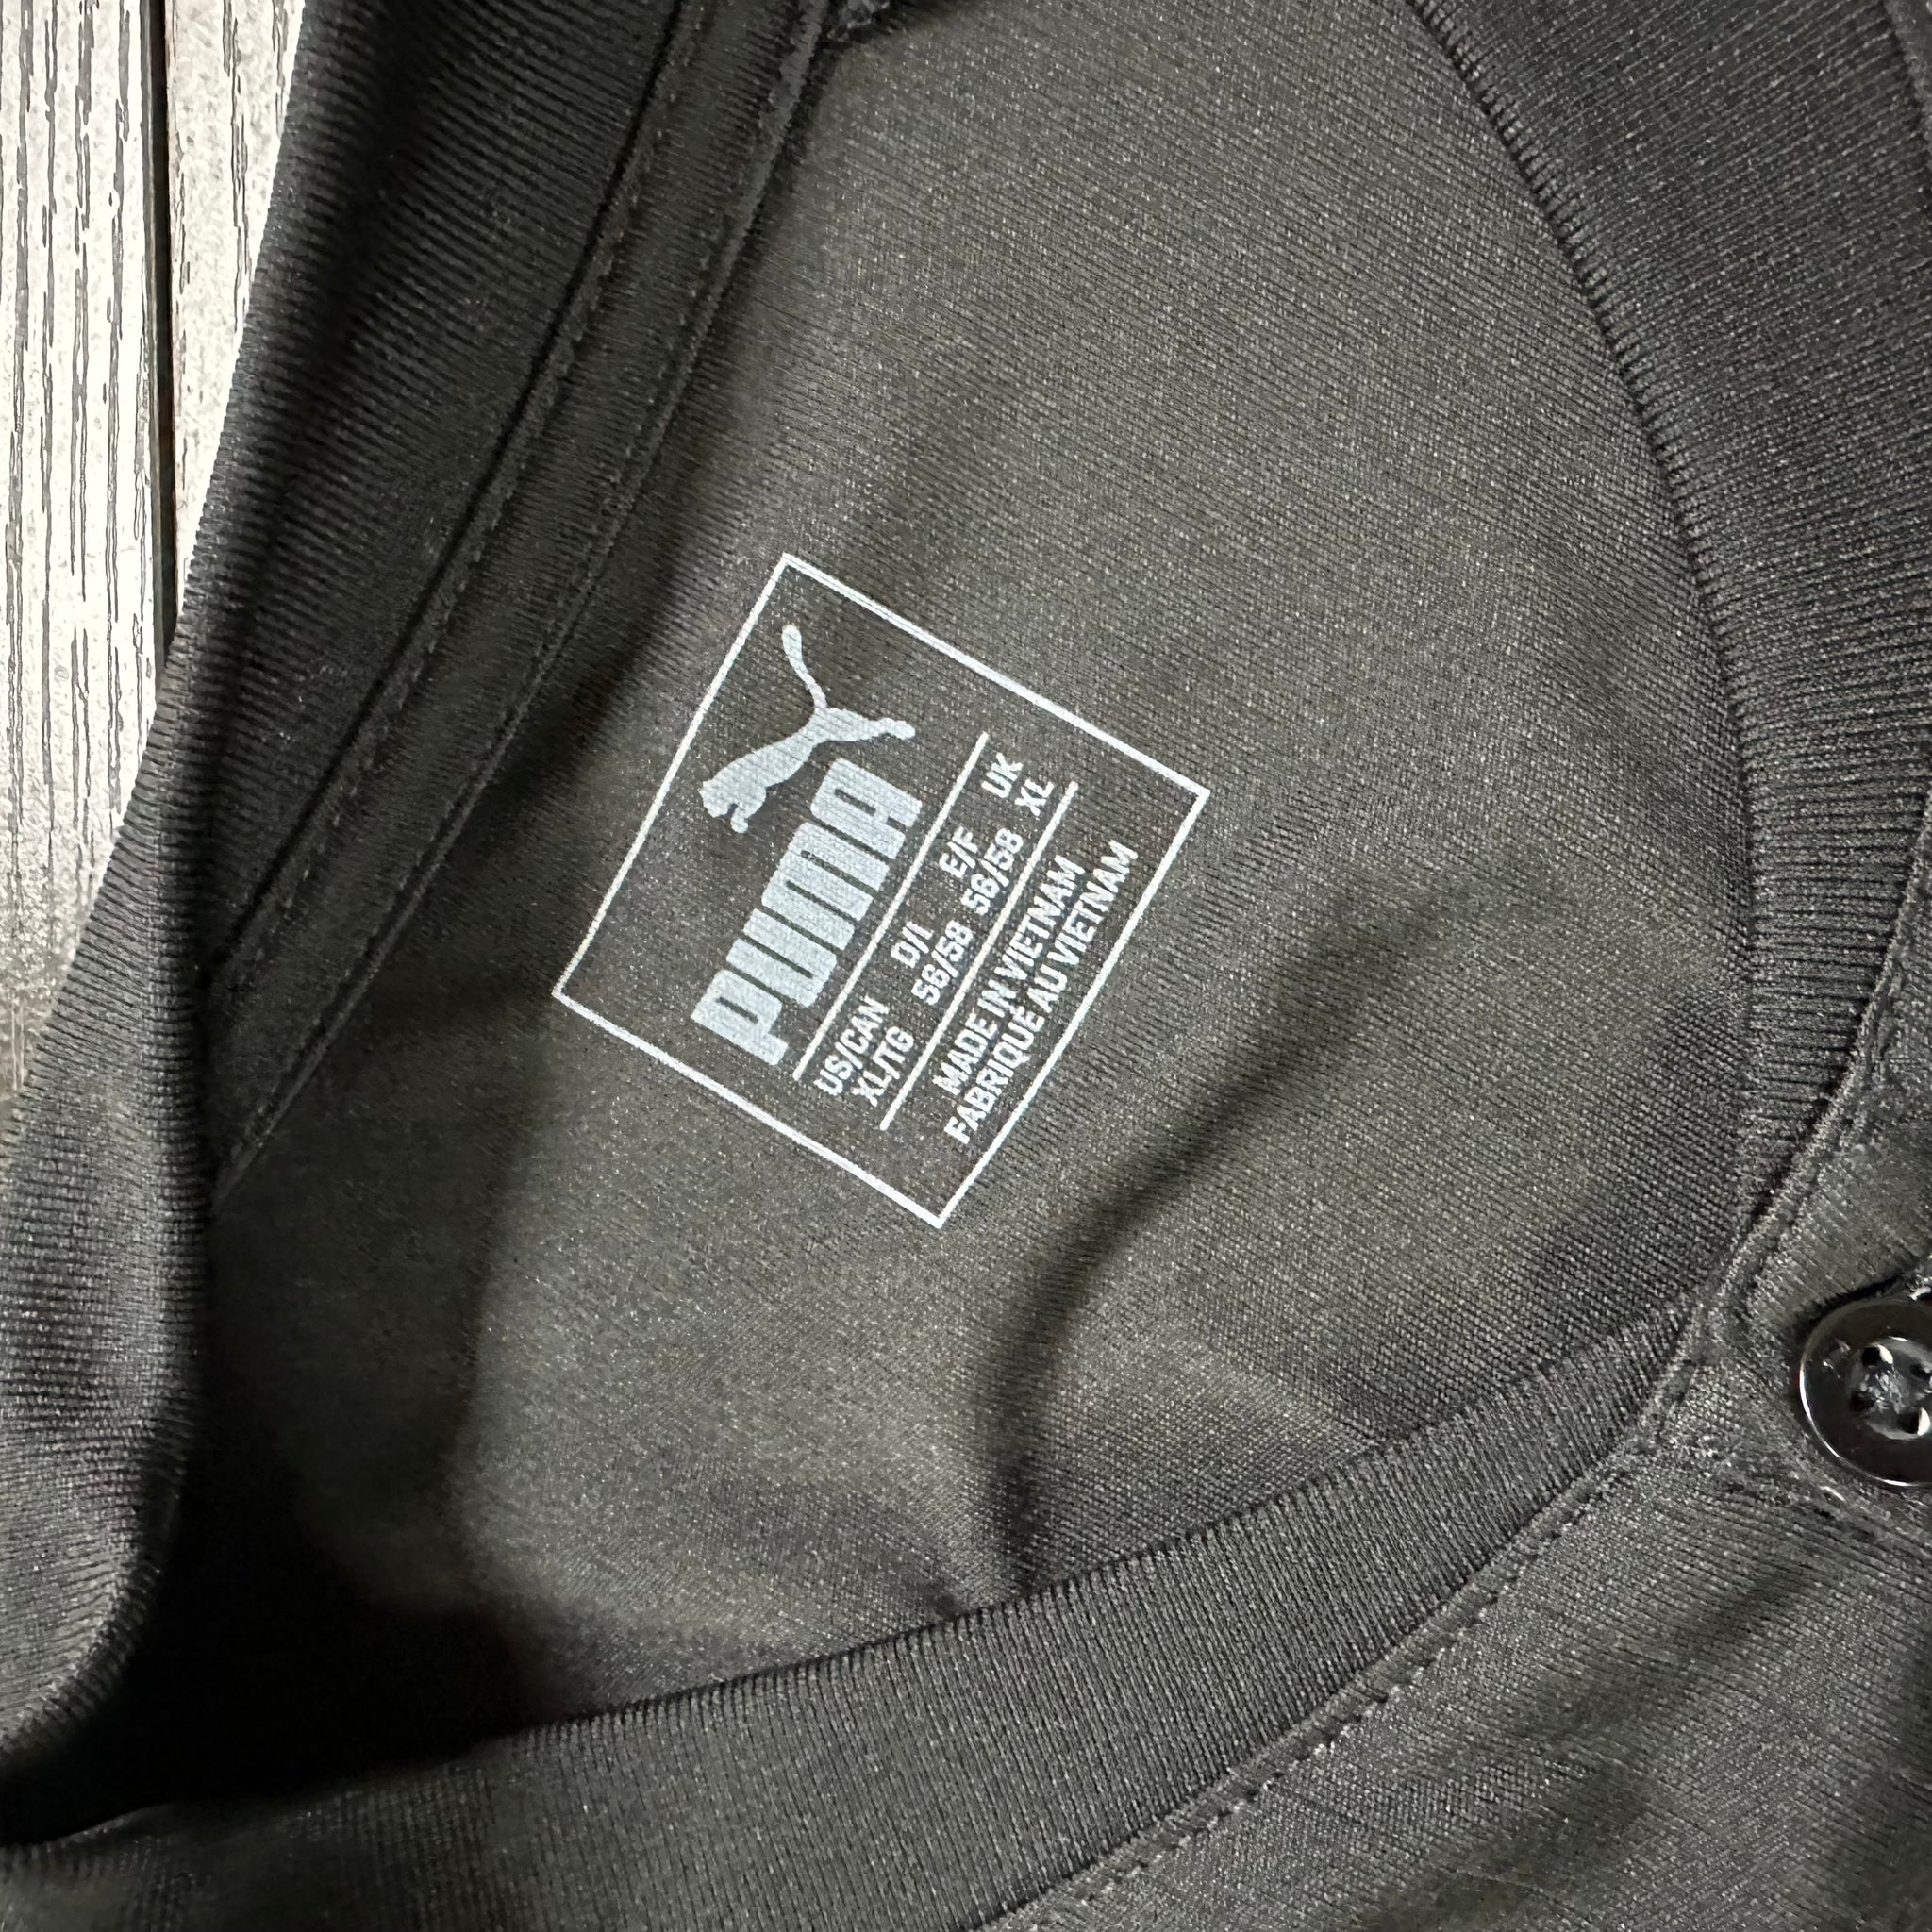 PUMA
US/CAN D/I E/F UK
XL/TG 56/58 56/58 XL
MADE IN VIETNAM
FABRIQUÉ AU VIETNAM